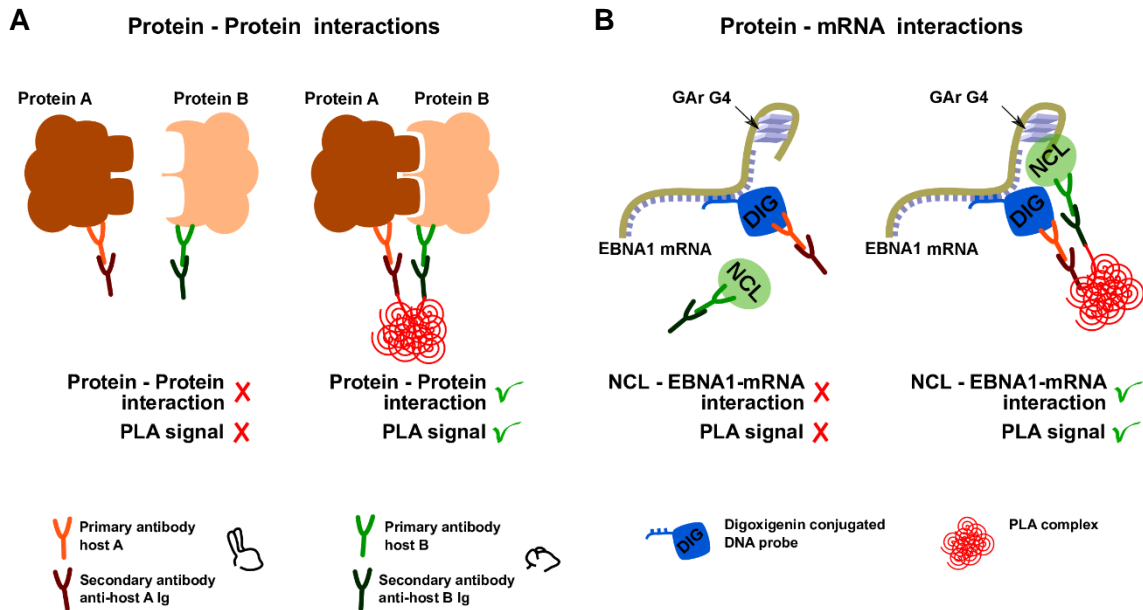 A
Protein - Protein interactions
Protein A
Protein B
Protein A
Protein B
Protein - Protein
interaction
PLA signal
Protein - Protein
interaction
PLA signal
B
Protein - mRNA interactions
GAr G4
DIG
EBNA1 mRNA
NCL
GAr G4
NCL
DIG
EBNA1 mRNA
NCL - EBNA1-mRNA
interaction
PLA signal
NCL - EBNA1-mRNA
interaction
PLA signal
Primary antibody
host A
Secondary antibody
anti-host A Ig
Primary antibody
host B
Secondary antibody
anti-host B Ig
DIG
Digoxigenin conjugated
DNA probe
PLA complex